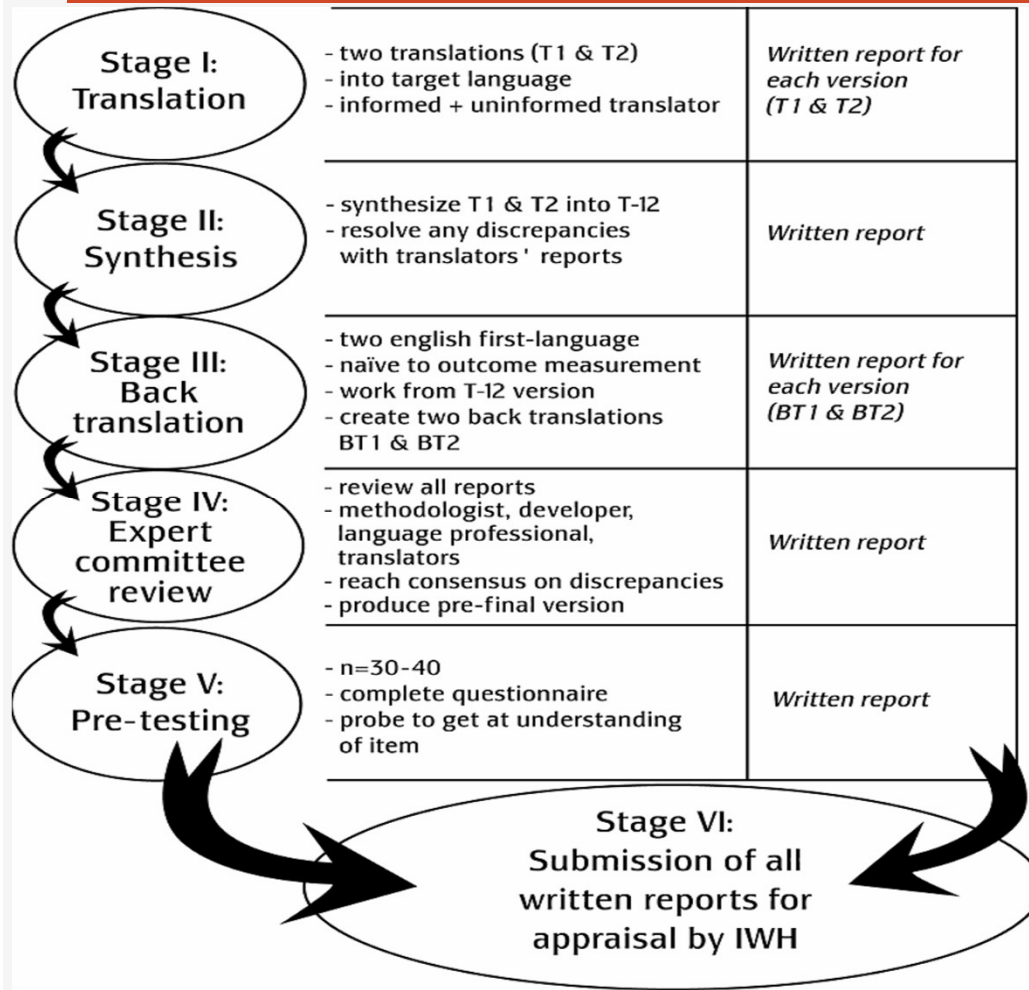 Stage I:
Translation
- two translations (T1 & T2)
- into target language
- informed + uninformed translator
Written report for
each version
(T1 & T2)
Stage II:
Synthesis
- synthesize T1 & T2 into T-12
- resolve any discrepancies
with translators' reports
Written report
Stage III:
Back
translation
- two english first-language
- naïve to outcome measurement
- work from T-12 version
- create two back translations
BT1 & BT2
Written report for
each version
(BT1 & BT2)
Stage IV:
Expert
committee
review
- review all reports
- methodologist, developer,
language professional,
translators
- reach consensus on discrepancies
- produce pre-final version
Written report
Stage V:
Pre-testing
- n=30-40
- complete questionnaire
- probe to get at understanding
of item
Written report
Stage VI:
Submission of all
written reports for
appraisal by IWH